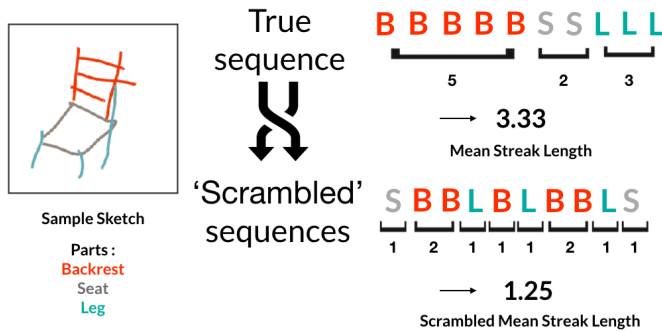 Sample Sketch
Parts :
Backrest
Seat
Leg
True
sequence
‘Scrambled’
sequences
B B B B B S S L L L
5 2 3
3.33
Mean Streak Length
S B B L B L B B L S
1 2 1 1 1 2 1 1
1.25
Scrambled Mean Streak Length